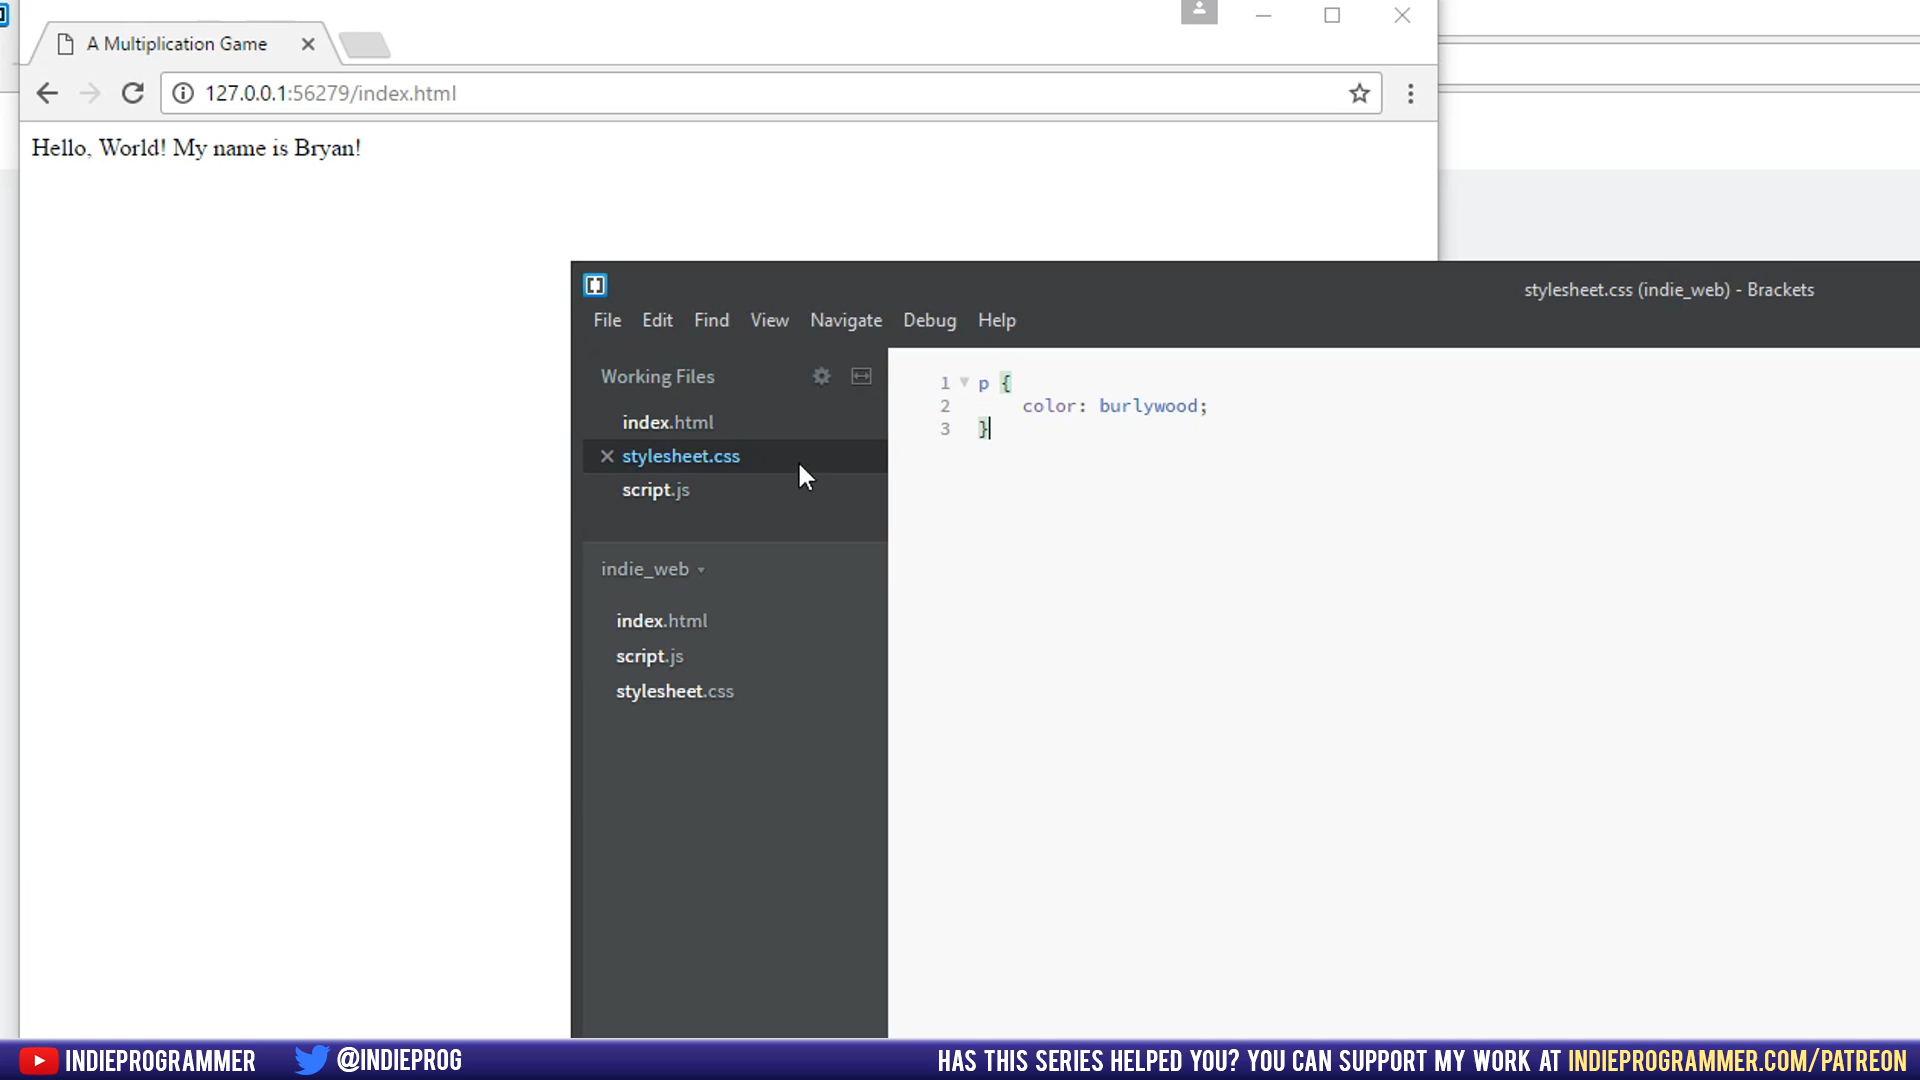 A Multiplication Game
127.0.0.1:56279/index.html
Hello, World! My name is Bryan!
stylesheet.css (indie_web) - Brackets
File Edit Find View Navigate Debug Help
Working Files
index.html
stylesheet.css
script.js
indie_web
index.html
script.js
stylesheet.css
1 p {
2 color: burlywood;
3 }
INDIEPROGRAMMER @INDIEPROG HAS THIS SERIES HELPED YOU? YOU CAN SUPPORT MY WORK AT INDIEPROGRAMMER.COM/PATREON